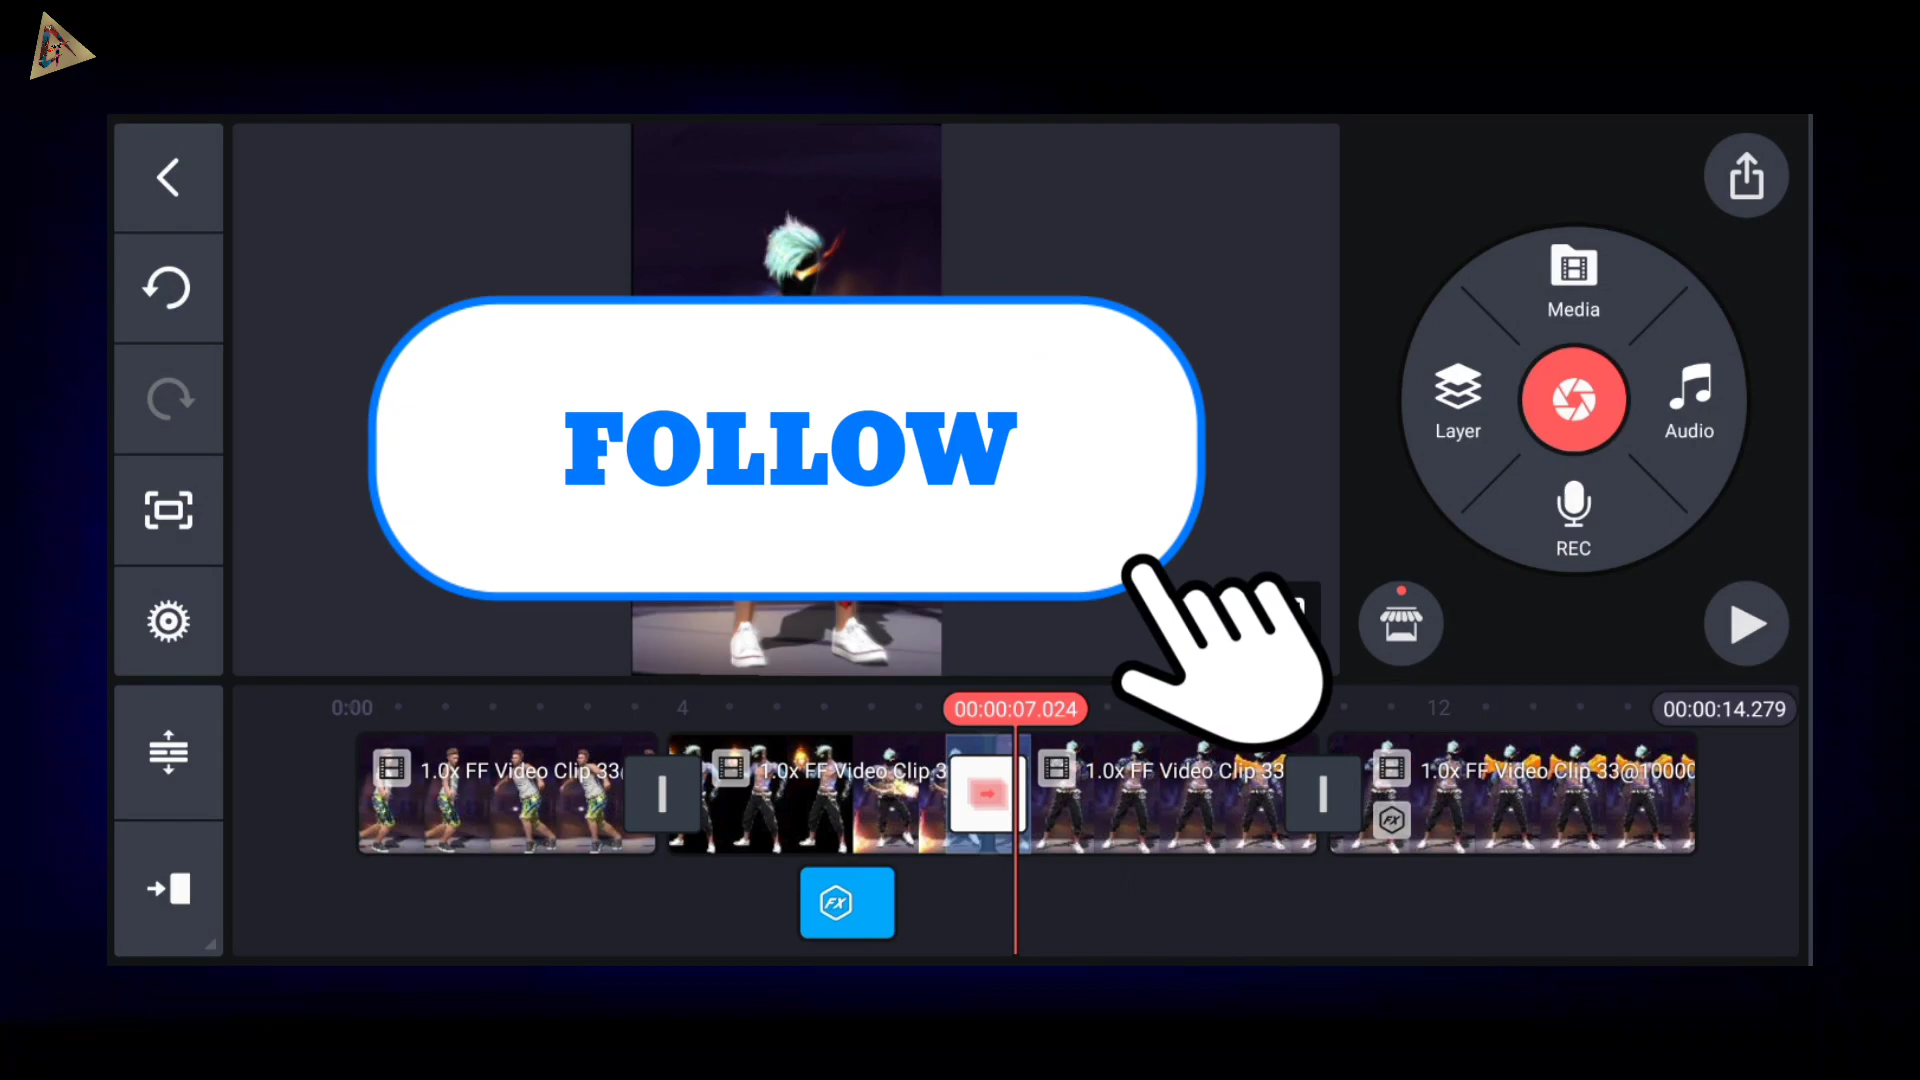 Media
FOLLOW
Layer
Audio
REC
0:00
4
00:00:07.024
12
00:00:14.279
1.0x FF Video Clip 33
1.0x FF Video Clip 3
1.0x FF Video Clip 33
1.0x FF Video Clip 33@10000
FX
FX